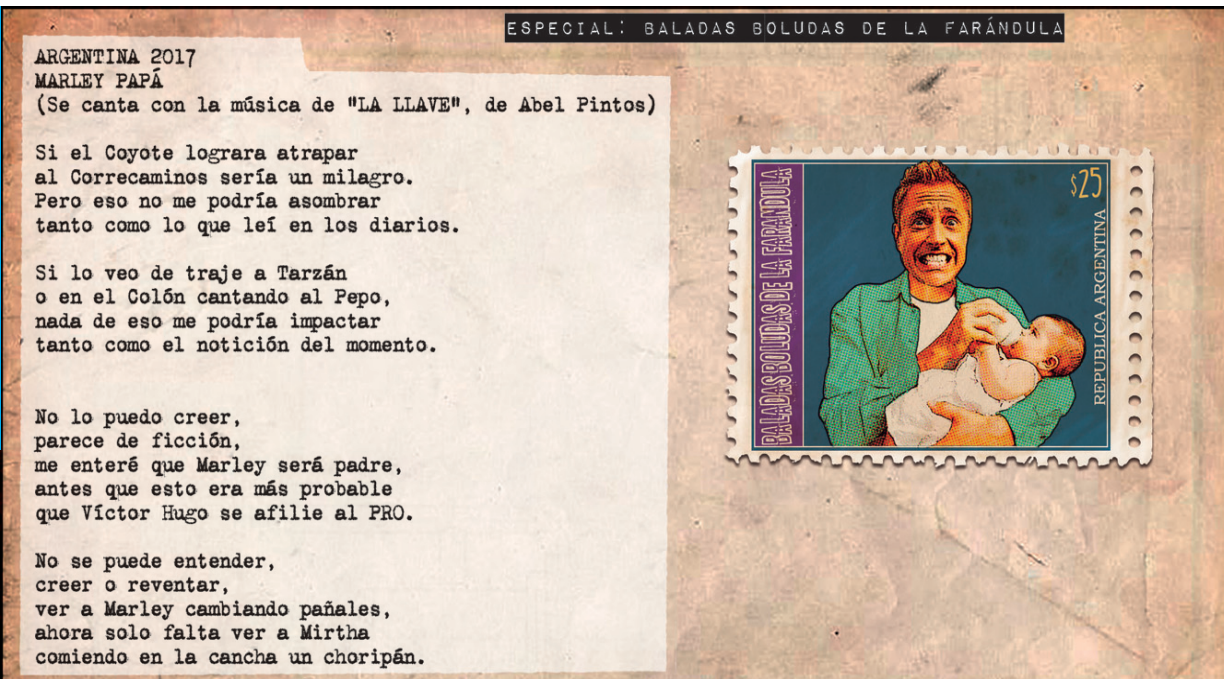 ESPECIAL: BALADAS BOLUDAS DE LA FARÁNDULA
ARGENTINA 2017
MARLEY PAPÁ
(Se canta con la música de "LA LLAVE", de Abel Pintos)
Si el Coyote lograra atrapar
al Correcaminos sería un milagro.
Pero eso no me podría asombrar
tanto como lo que leí en los diarios.
Si lo veo de traje a Tarzán
o en el Colón cantando al Pepo,
nada de eso me podría impactar
tanto como el notición del momento.
No lo puedo creer,
parece de ficción,
me enteré que Marley será padre,
antes que esto era más probable
que Víctor Hugo se afilie al PRO.
No se puede entender,
creer o reventar,
ver a Marley cambiando pañales,
ahora solo falta ver a Mirtha
comiendo en la cancha un choripán.
BALADAS BOLUDAS DE LA FARANDULA
$25
REPUBLICA ARGENTINA